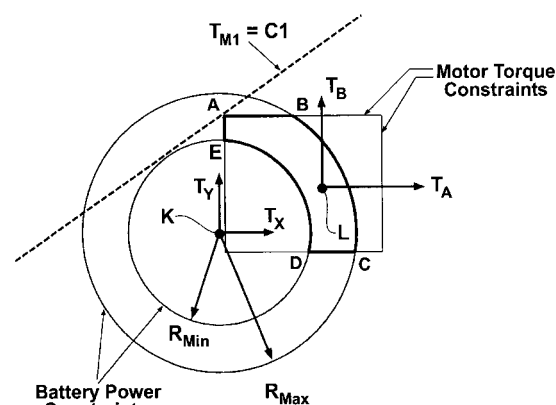 T_M1 = C1
Motor Torque
Constraints
A
B
T_B
E
T_Y
T_A
K
T_X
L
D
C
R_Min
R_Max
Battery Power